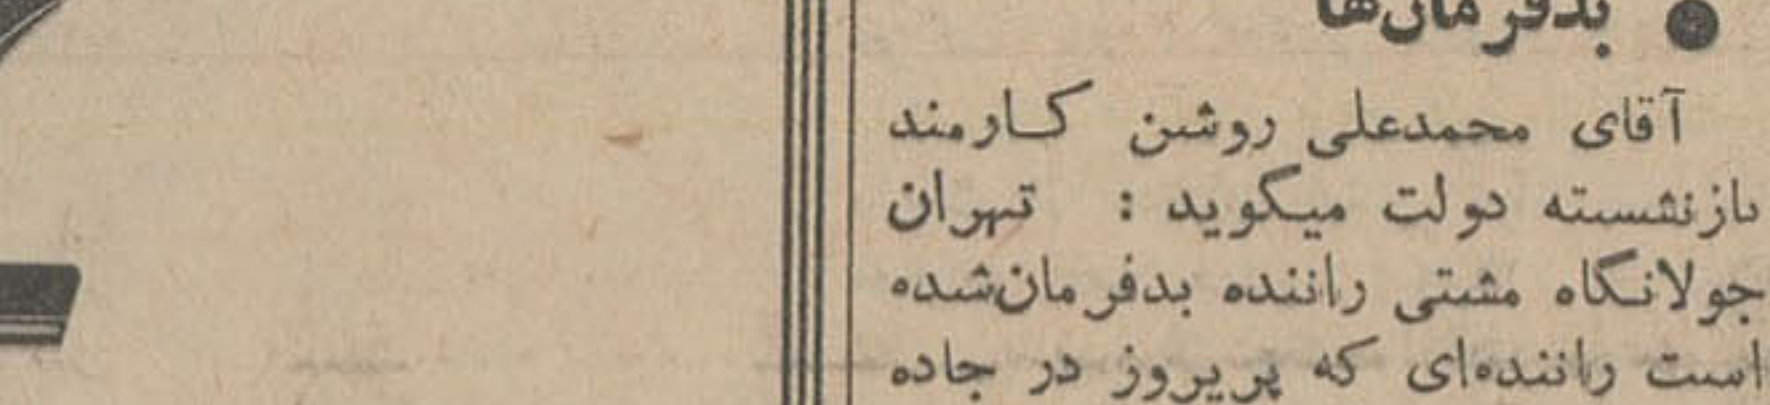 ● بدفرمان‌ها
آقای محمدعلی روشن کارمند
بازنشسته دولت میگوید : تهران
جولانگاه مشتی راننده بدفرمان‌شده
است راننده‌ای که پریروز در جاده